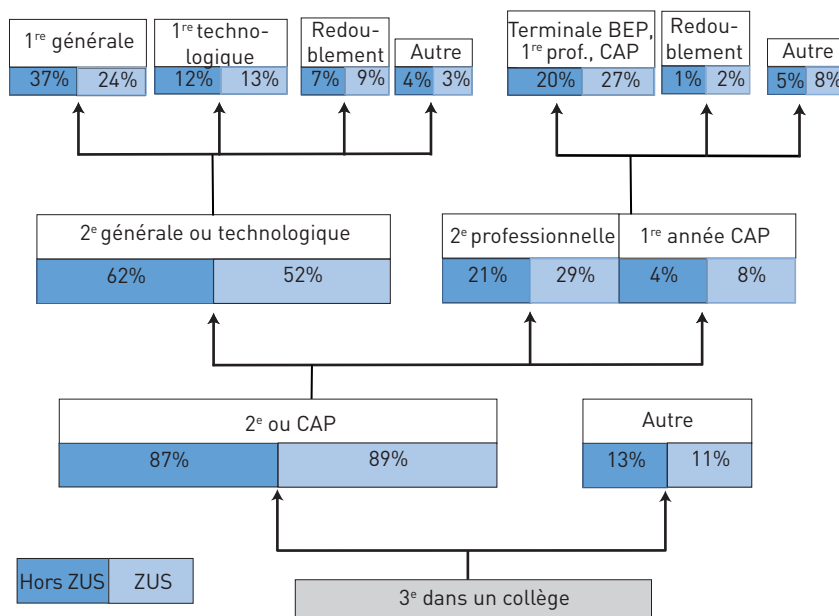 1re générale
37% 24%
1re techno-
logique
12% 13%
Redou-
blement
7% 9%
Autre
4% 3%
Terminale BEP,
1re prof., CAP
20% 27%
Redou-
blement
1% 2%
Autre
5% 8%
2e générale ou technologique
62% 52%
2e professionnelle
21% 29%
1re année CAP
4% 8%
2e ou CAP
87% 89%
Autre
13% 11%
Hors ZUS ZUS
3e dans un collège